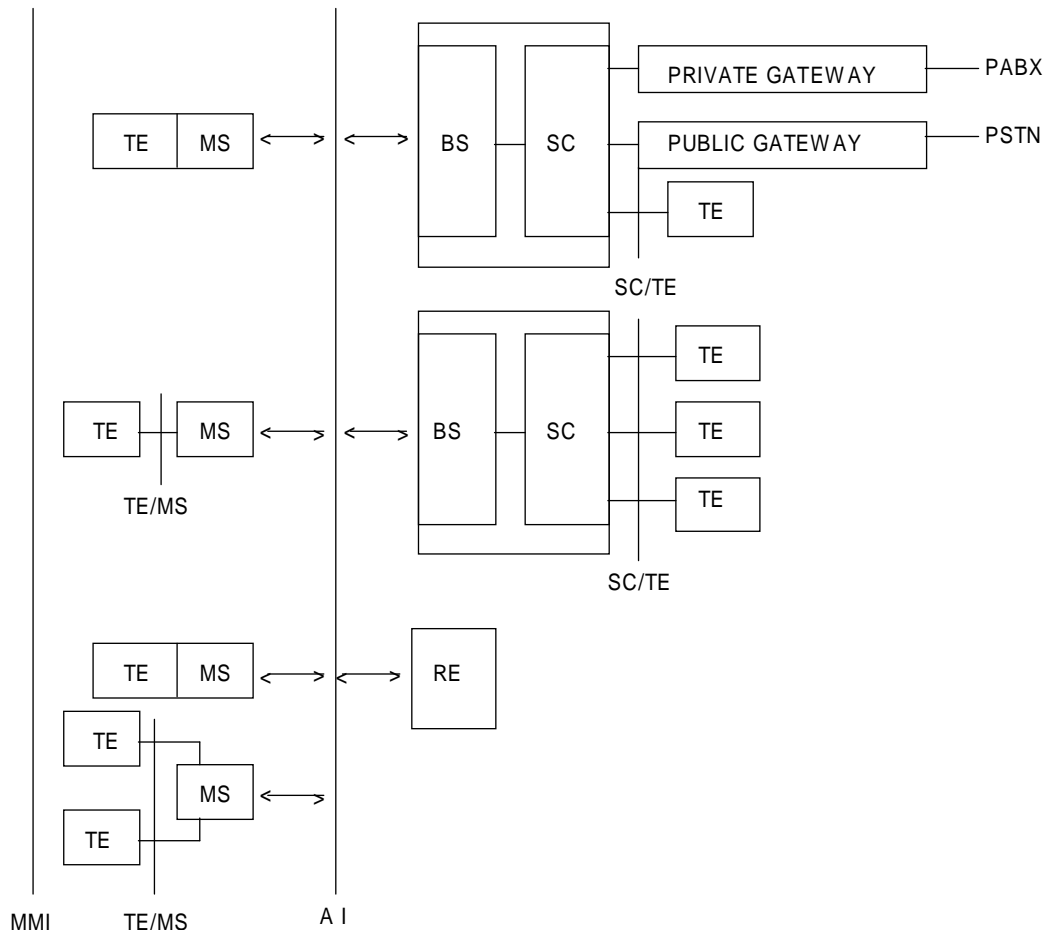 PRIVATE GATEWAY
PABX
TE
MS
BS
SC
PUBLIC GATEWAY
PSTN
TE
SC/TE
TE
TE
MS
BS
SC
TE
TE/MS
TE
SC/TE
TE
MS
RE
TE
MS
TE
MMI
TE/MS
A I